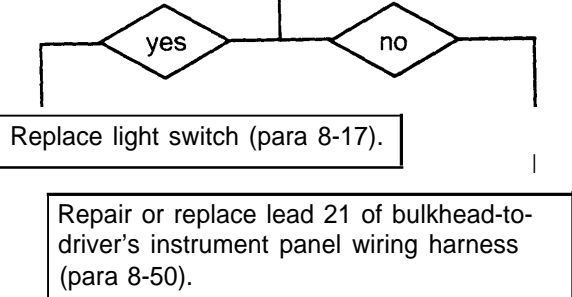 yes no
Replace light switch (para 8-17).
Repair or replace lead 21 of bulkhead-to-
driver's instrument panel wiring harness
(para 8-50).